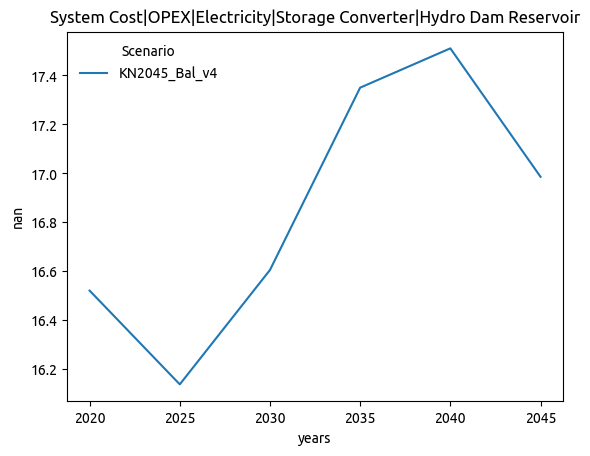 System Cost|OPEX|Electricity|Storage Converter|Hydro Dam Reservoir
Scenario
KN2045_Bal_v4
17.4
17.2
17.0
16.8
16.6
16.4
16.2
nan
2020 2025 2030 2035 2040 2045
years